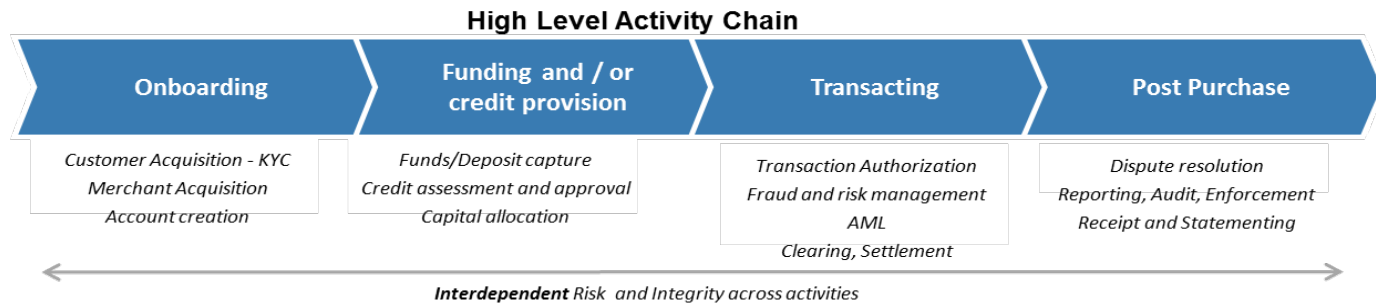 High Level Activity Chain
Onboarding
Funding and / or
credit provision
Transacting
Post Purchase
Customer Acquisition - KYC
Merchant Acquisition
Account creation
Funds/Deposit capture
Credit assessment and approval
Capital allocation
Transaction Authorization
Fraud and risk management
AML
Clearing, Settlement
Dispute resolution
Reporting, Audit, Enforcement
Receipt and Statementing
Interdependent Risk and Integrity across activities